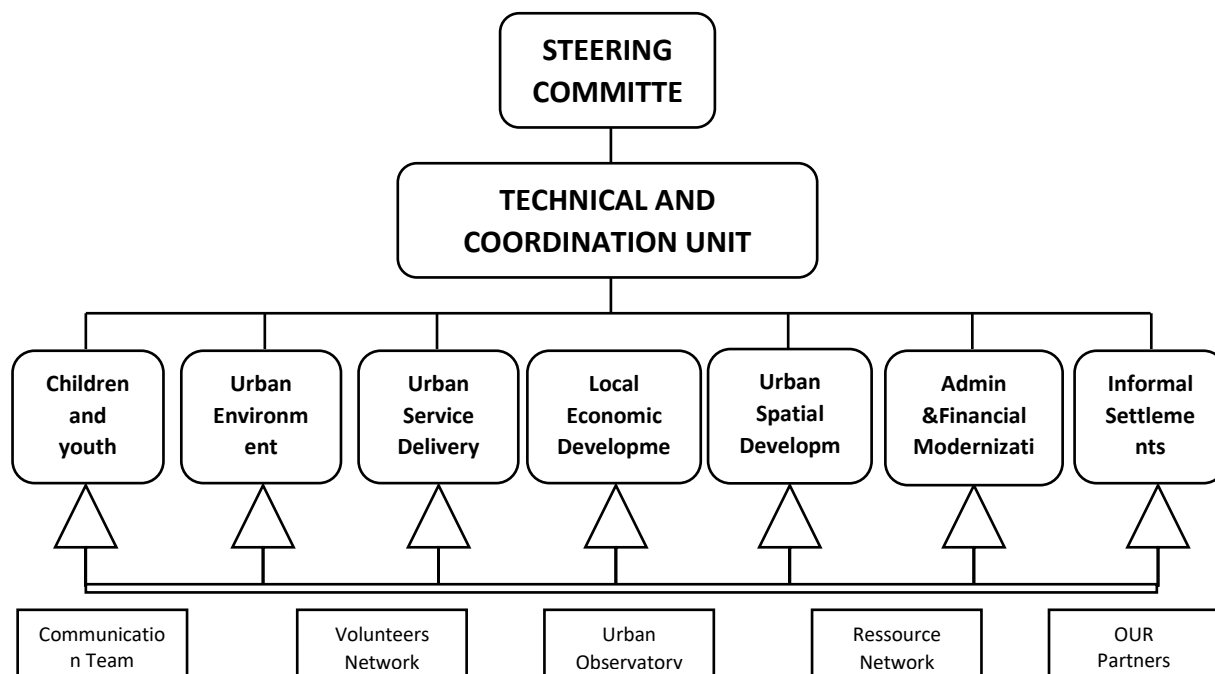 STEERING
COMMITTE
TECHNICAL AND
COORDINATION UNIT
Children
and
youth
Urban
Environm
ent
Urban
Service
Delivery
Local
Economic
Developme
Urban
Spatial
Developm
Admin
&Financial
Modernizati
Informal
Settleme
nts
Communicatio
n Team
Volunteers
Network
Urban
Observatory
Ressource
Network
OUR
Partners